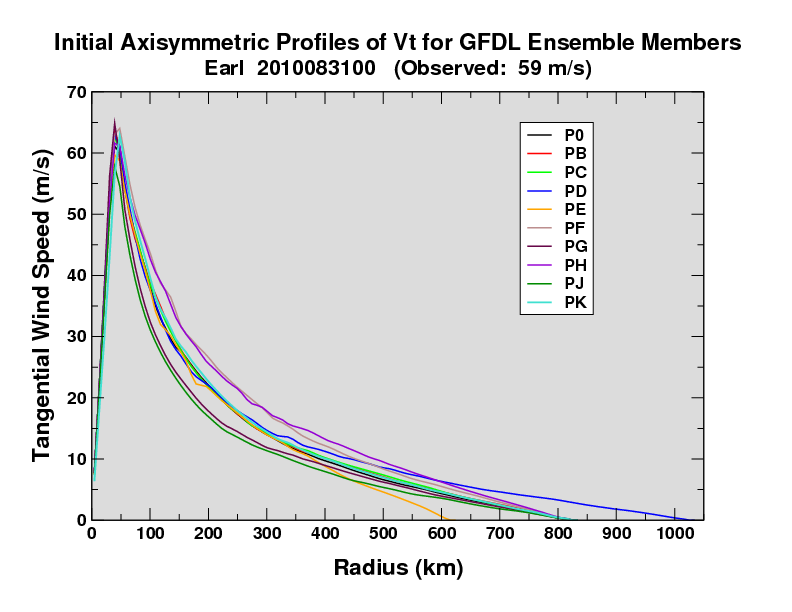 Initial Axisymmetric Profiles of Vt for GFDL Ensemble Members
Earl 2010083100 (Observed: 59 m/s)
Tangential Wind Speed (m/s)
70
60
50
40
30
20
10
0
P0
PB
PC
PD
PE
PF
PG
PH
PJ
PK
0 100 200 300 400 500 600 700 800 900 1000
Radius (km)